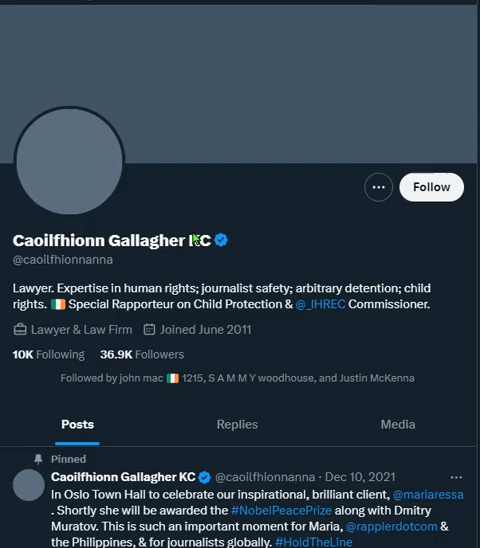 Follow
Caoilfhionn Gallagher KC
@caoilfhionnanna
Lawyer. Expertise in human rights; journalist safety; arbitrary detention; child
rights. 🇮🇪 Special Rapporteur on Child Protection & @_IHREC Commissioner.
Lawyer & Law Firm Joined June 2011
10K Following 36.9K Followers
Followed by john mac 🇮🇪 1215, S A M M Y woodhouse, and Justin McKenna
Posts Replies Media
Pinned
Caoilfhionn Gallagher KC @caoilfhionnanna · Dec 10, 2021
In Oslo Town Hall to celebrate our inspirational, brilliant client, @mariaressa
. Shortly she will be awarded the #NobelPeacePrize along with Dmitry
Muratov. This is such an important moment for Maria, @rapplerdotcom &
the Philippines, & for journalists globally. #HoldTheLine